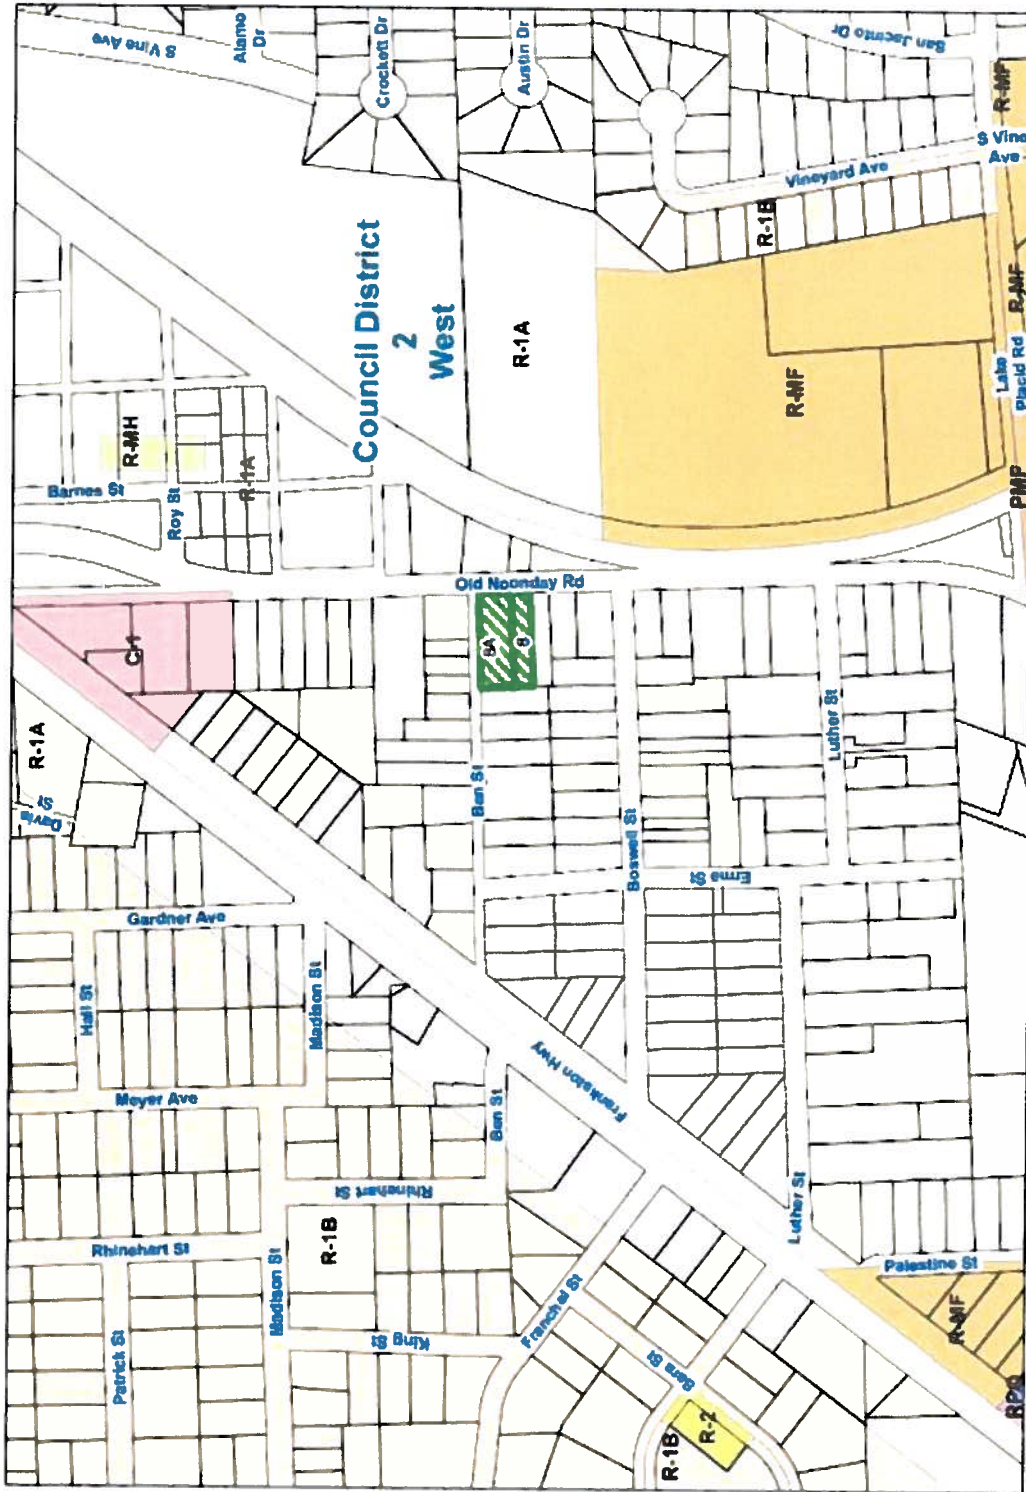 S Vine Ave
Alamo
Dr
Crockett Dr
Austin Dr
San Jacinto Dr
R-MF
S Vine
Ave
Vineyard Ave
R-1B
Council District
2
West
R-1A
R-MF
R-MF
Lake
Placid Rd
PMF
R-MH
Barnes St
Roy St
R-1A
Old Noonday Rd
C-1
8A
8
R-1A
Davis
St
Ben St
Boswell St
Luther St
Erma St
Gardner Ave
Hall St
Madison St
Meyer Ave
Ben St
Frankston Hwy
Rhinehart St
Rhinehart St
R-1B
Madison St
Patrick St
King St
Franchel St
Sara St
Luther St
Palestine St
R-MF
R-1B
R-2